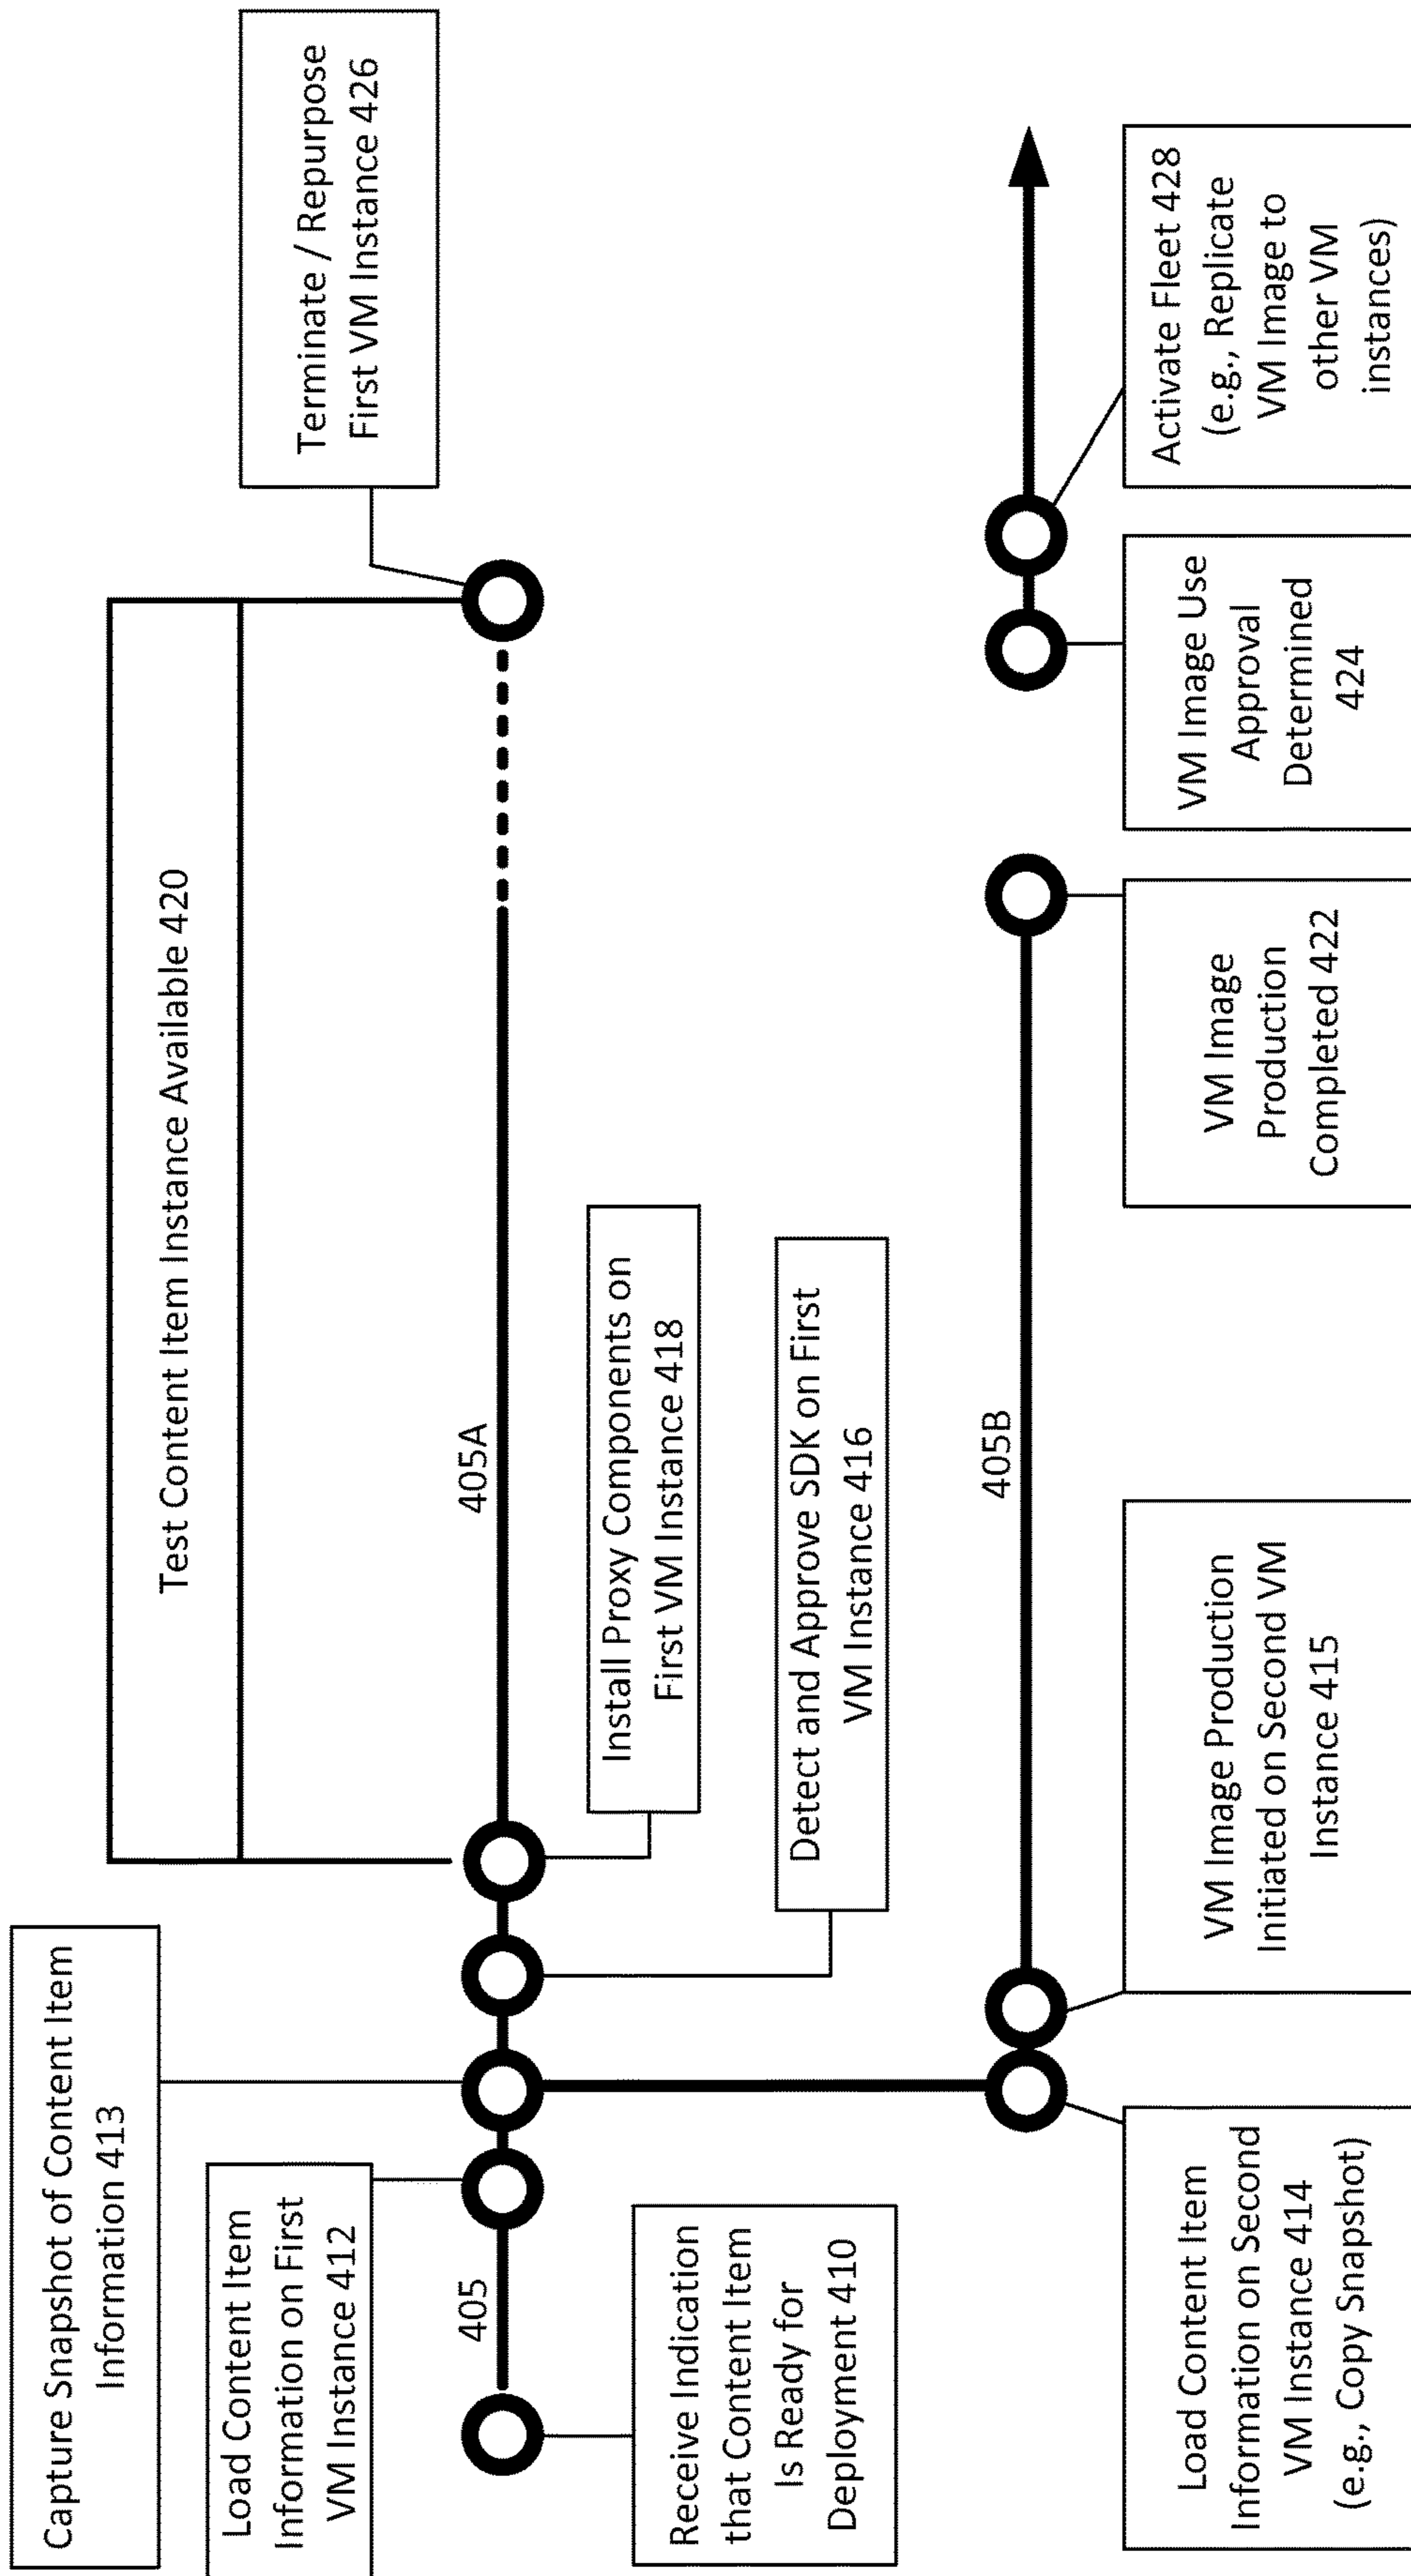 Capture Snapshot of Content Item
Information 413
Test Content Item Instance Available 420
Terminate / Repurpose
First VM Instance 426
Load Content Item
Information on First
VM Instance 412
405
405A
Receive Indication
that Content Item
Is Ready for
Deployment 410
Install Proxy Components on
First VM Instance 418
Detect and Approve SDK on First
VM Instance 416
405B
Load Content Item
Information on Second
VM Instance 414
(e.g., Copy Snapshot)
VM Image Production
Initiated on Second VM
Instance 415
VM Image
Production
Completed 422
VM Image Use
Approval
Determined
424
Activate Fleet 428
(e.g., Replicate
VM Image to
other VM
instances)